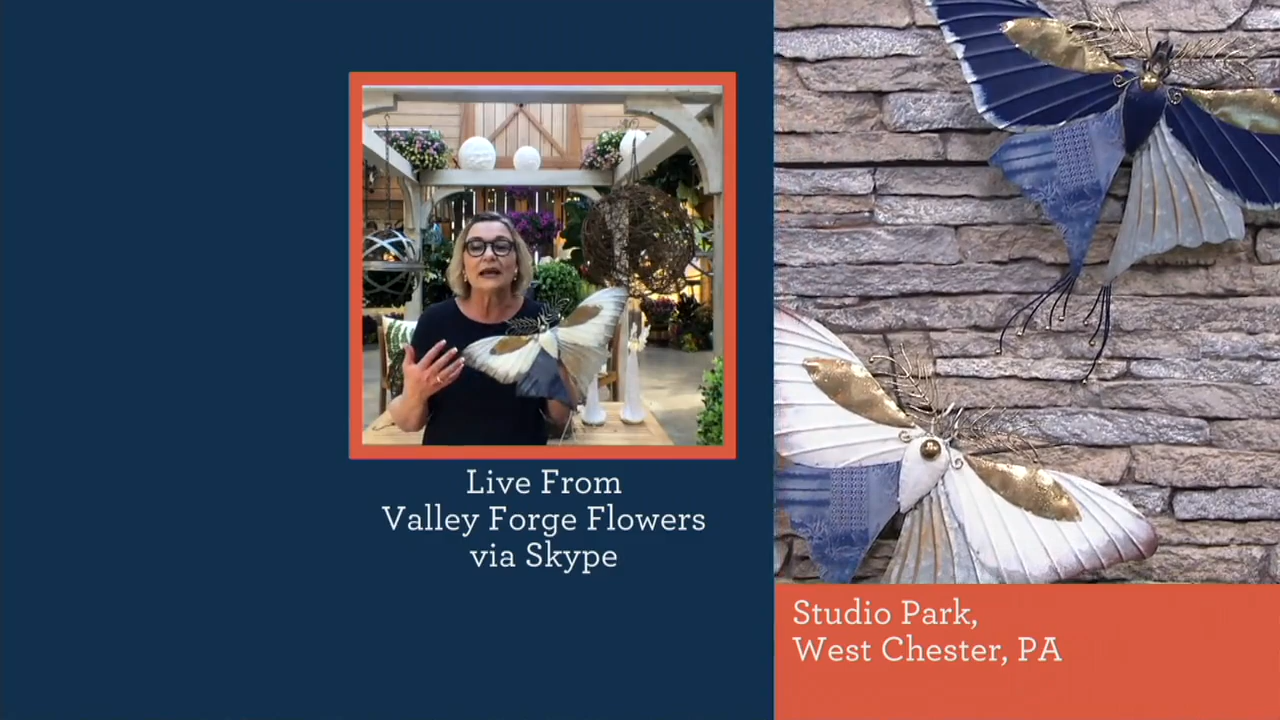 Live From
Valley Forge Flowers
via Skype
Studio Park,
West Chester, PA